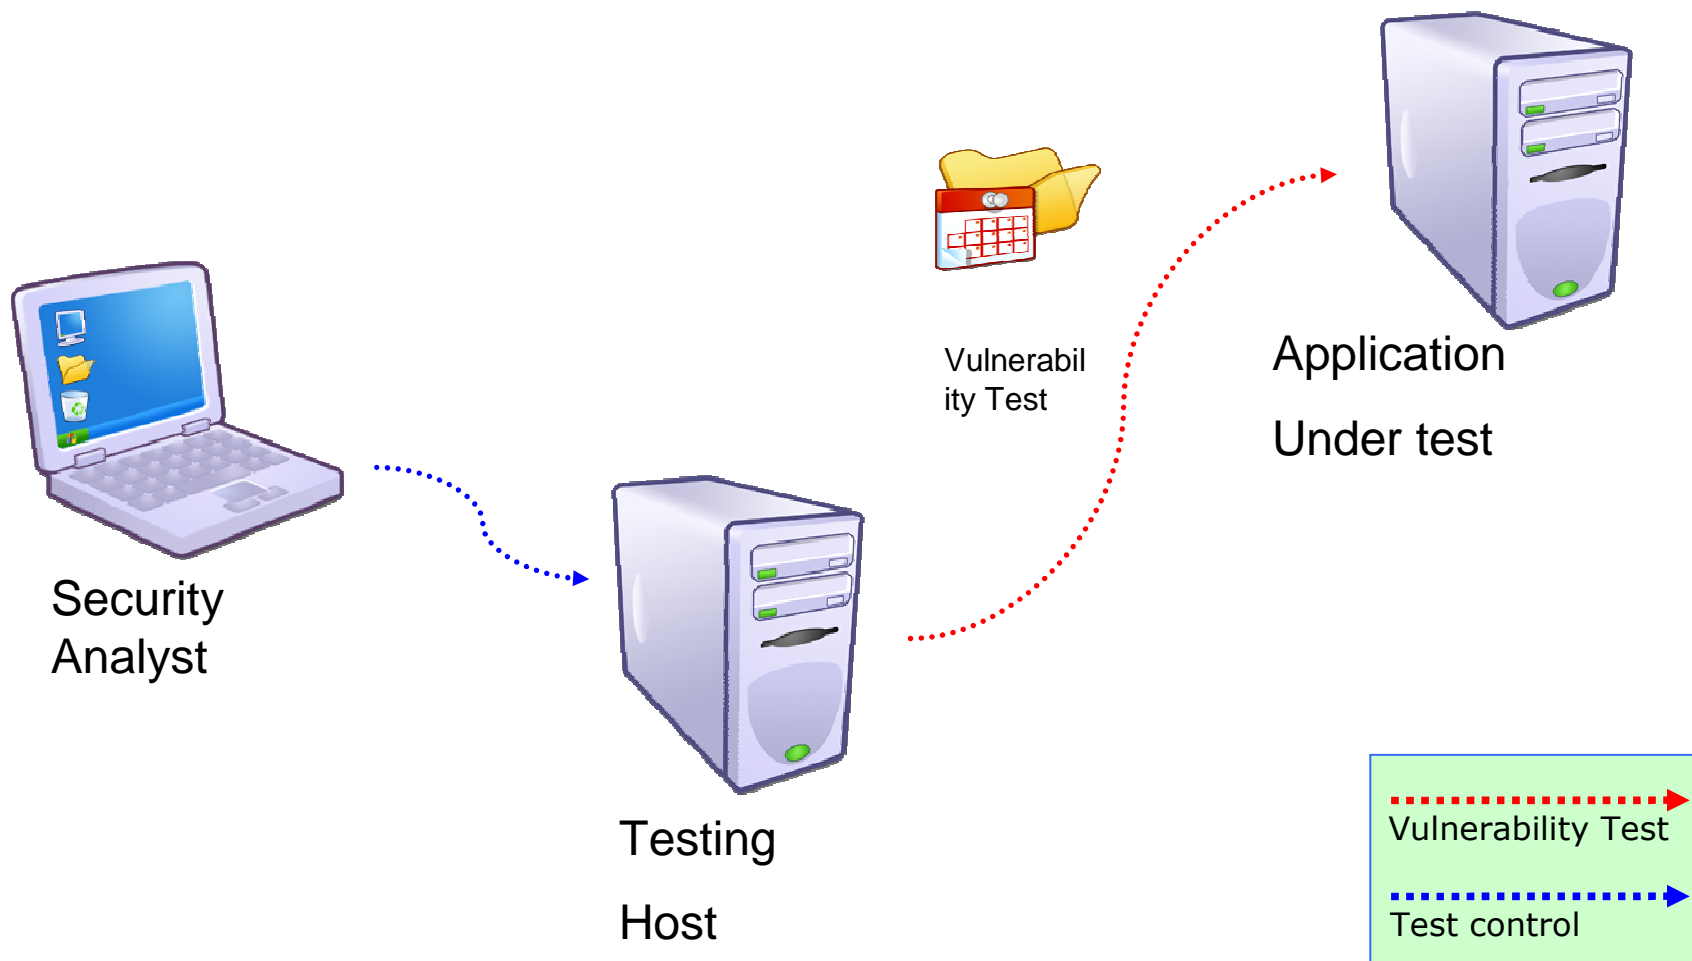 Vulnerabil
ity Test
Application
Under test
Security
Analyst
Testing
Host
Vulnerability Test
Test control